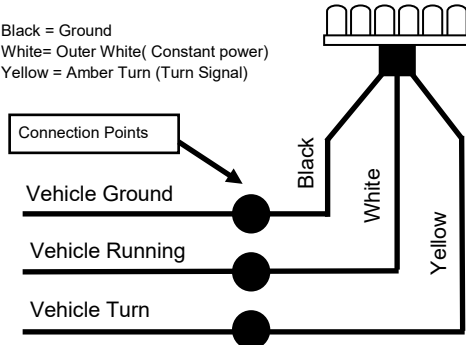 Black = Ground
White= Outer White( Constant power)
Yellow = Amber Turn (Turn Signal)
Connection Points
Black
White
Yellow
Vehicle Ground
Vehicle Running
Vehicle Turn